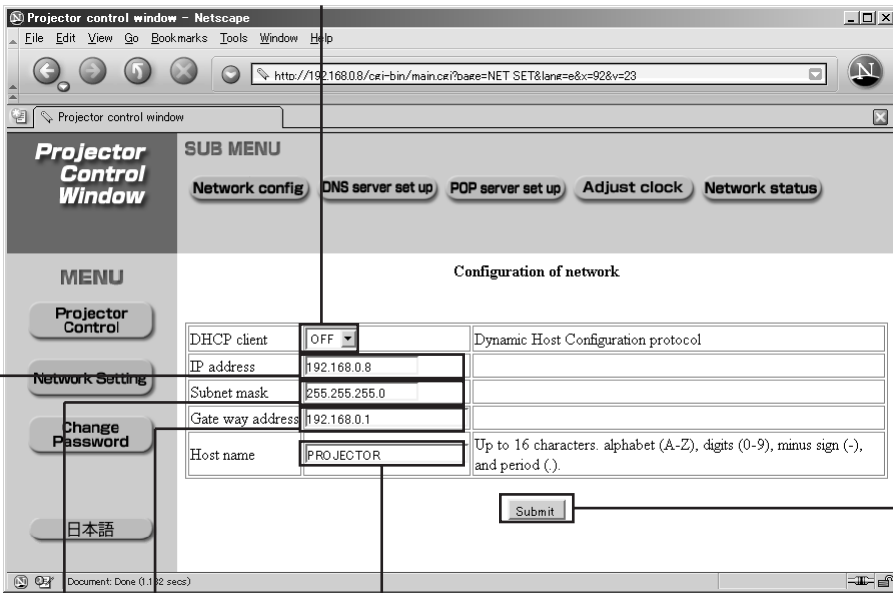 Projector control window - Netscape
File Edit View Go Bookmarks Tools Window Help
http://192.168.0.8/cgi-bin/main.cgi?page=NET SET&lang=e&x=92&y=23
N
Projector control window
Projector
Control
Window
SUB MENU
Network config DNS server set up POP server set up Adjust clock Network status
MENU
Projector
Control
Network Setting
Change
Password
日本語
Configuration of network
DHCP client OFF Dynamic Host Configuration protocol
IP address 192.168.0.8
Subnet mask 255.255.255.0
Gate way address 192.168.0.1
Host name PROJECTOR Up to 16 characters. alphabet (A-Z), digits (0-9), minus sign (-),
and period (.).
Submit
Document: Done (1.132 secs)